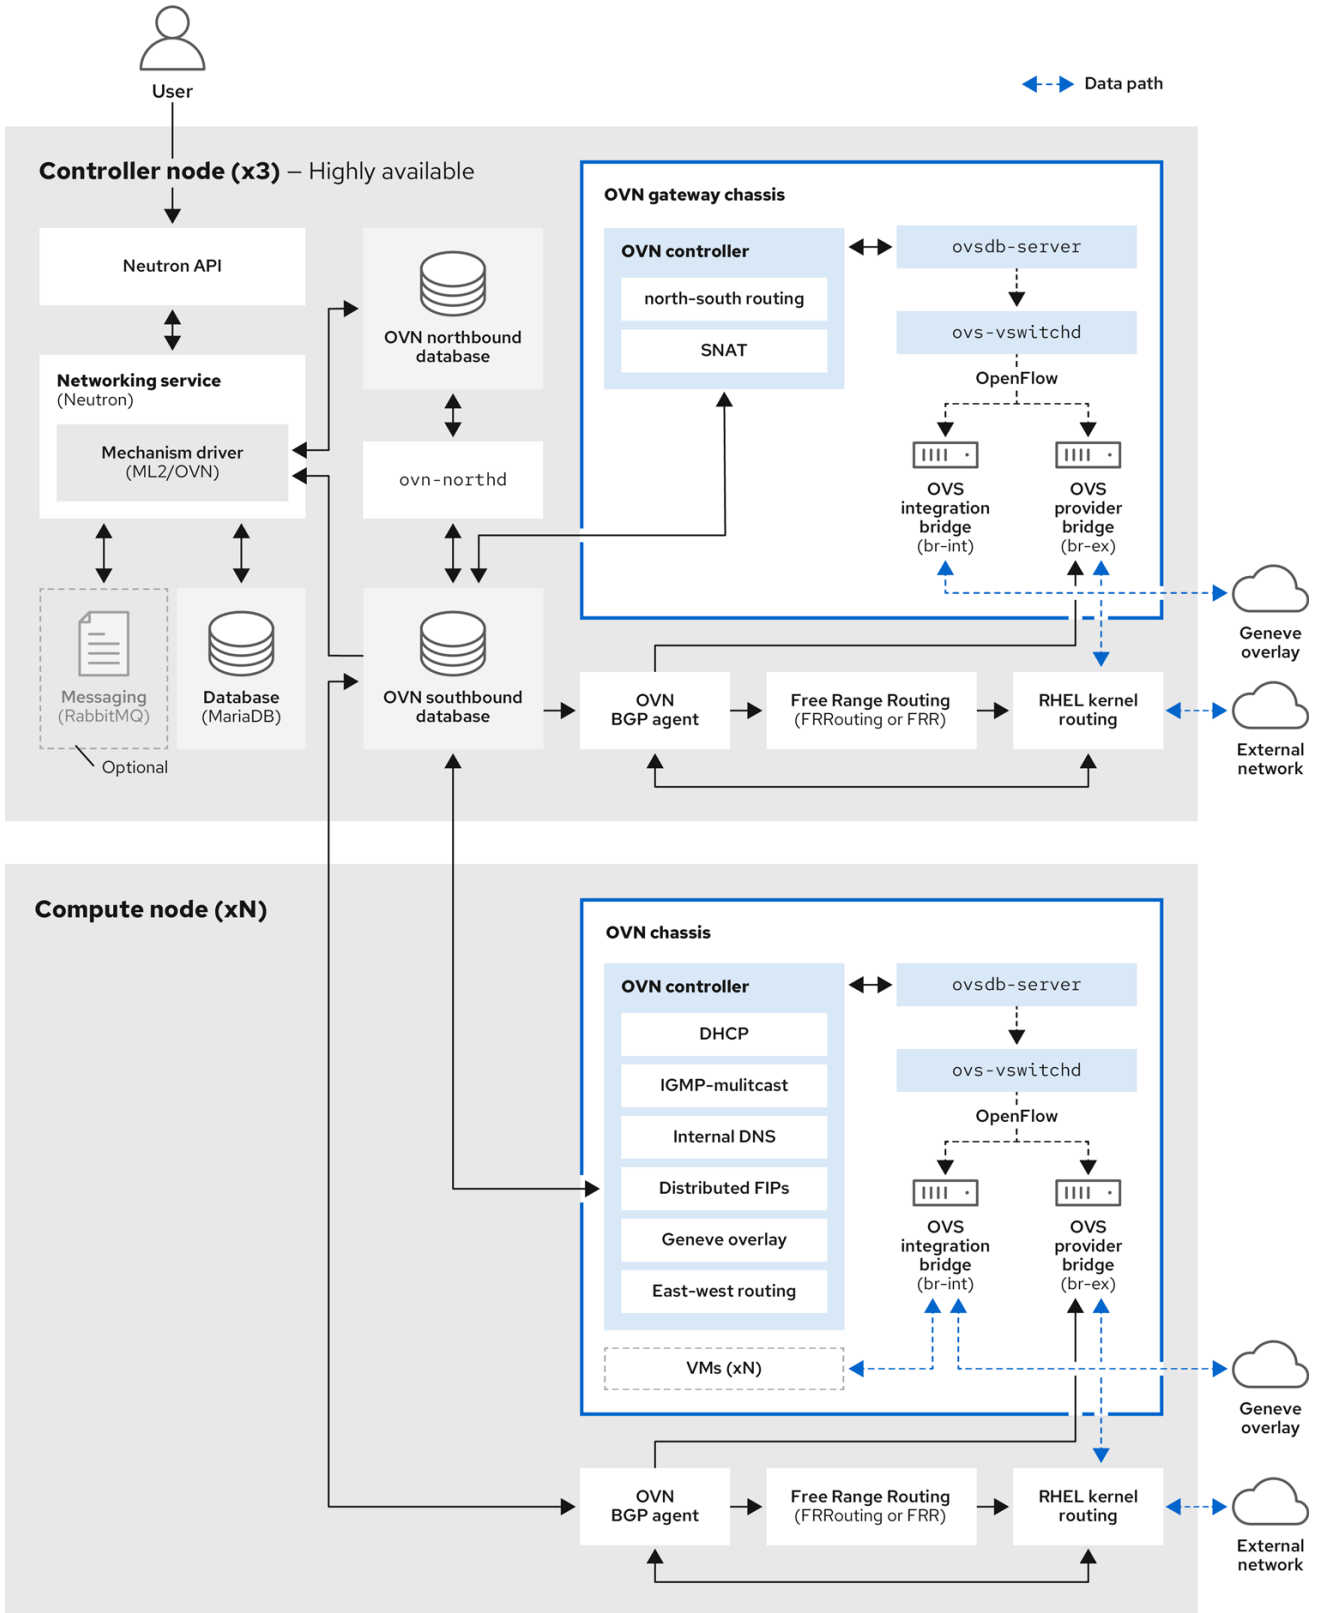 User
Data path
Controller node (x3) – Highly available
OVN gateway chassis
Neutron API
OVN northbound
database
OVN controller
north-south routing
SNAT
ovsdb-server
ovs-vswitchd
OpenFlow
Networking service
(Neutron)
Mechanism driver
(ML2/OVN)
ovn-northd
OVS
integration
bridge
(br-int)
OVS
provider
bridge
(br-ex)
Geneve
overlay
Messaging
(RabbitMQ)
Optional
Database
(MariaDB)
OVN southbound
database
OVN
BGP agent
Free Range Routing
(FRRouting or FRR)
RHEL kernel
routing
External
network
Compute node (xN)
OVN chassis
OVN controller
DHCP
IGMP-mulitcast
Internal DNS
Distributed FIPs
Geneve overlay
East-west routing
VMs (xN)
ovsdb-server
ovs-vswitchd
OpenFlow
OVS
integration
bridge
(br-int)
OVS
provider
bridge
(br-ex)
Geneve
overlay
OVN
BGP agent
Free Range Routing
(FRRouting or FRR)
RHEL kernel
routing
External
network